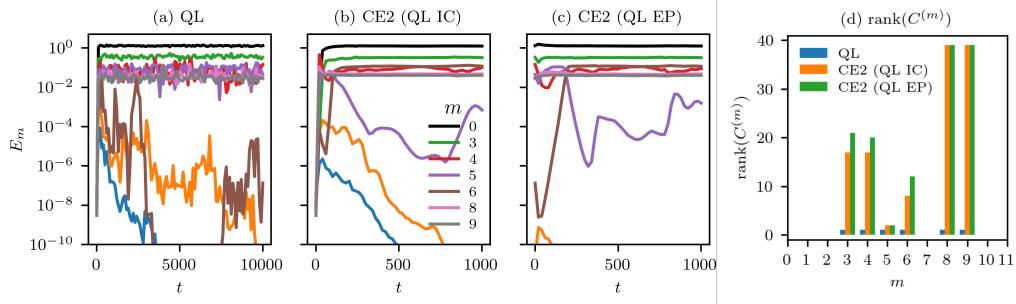 (a) QL
(b) CE2 (QL IC)
(c) CE2 (QL EP)
(d) rank(C^{(m)})
E_m
10^0
10^{−2}
10^{−4}
10^{−6}
10^{−8}
10^{−10}
0 5000 10000
t
m
0
3
4
5
6
8
9
0 500 1000
t
0 500 1000
t
rank(C^{(m)})
40
30
20
10
0
QL
CE2 (QL IC)
CE2 (QL EP)
0 1 2 3 4 5 6 7 8 9 10 11
m